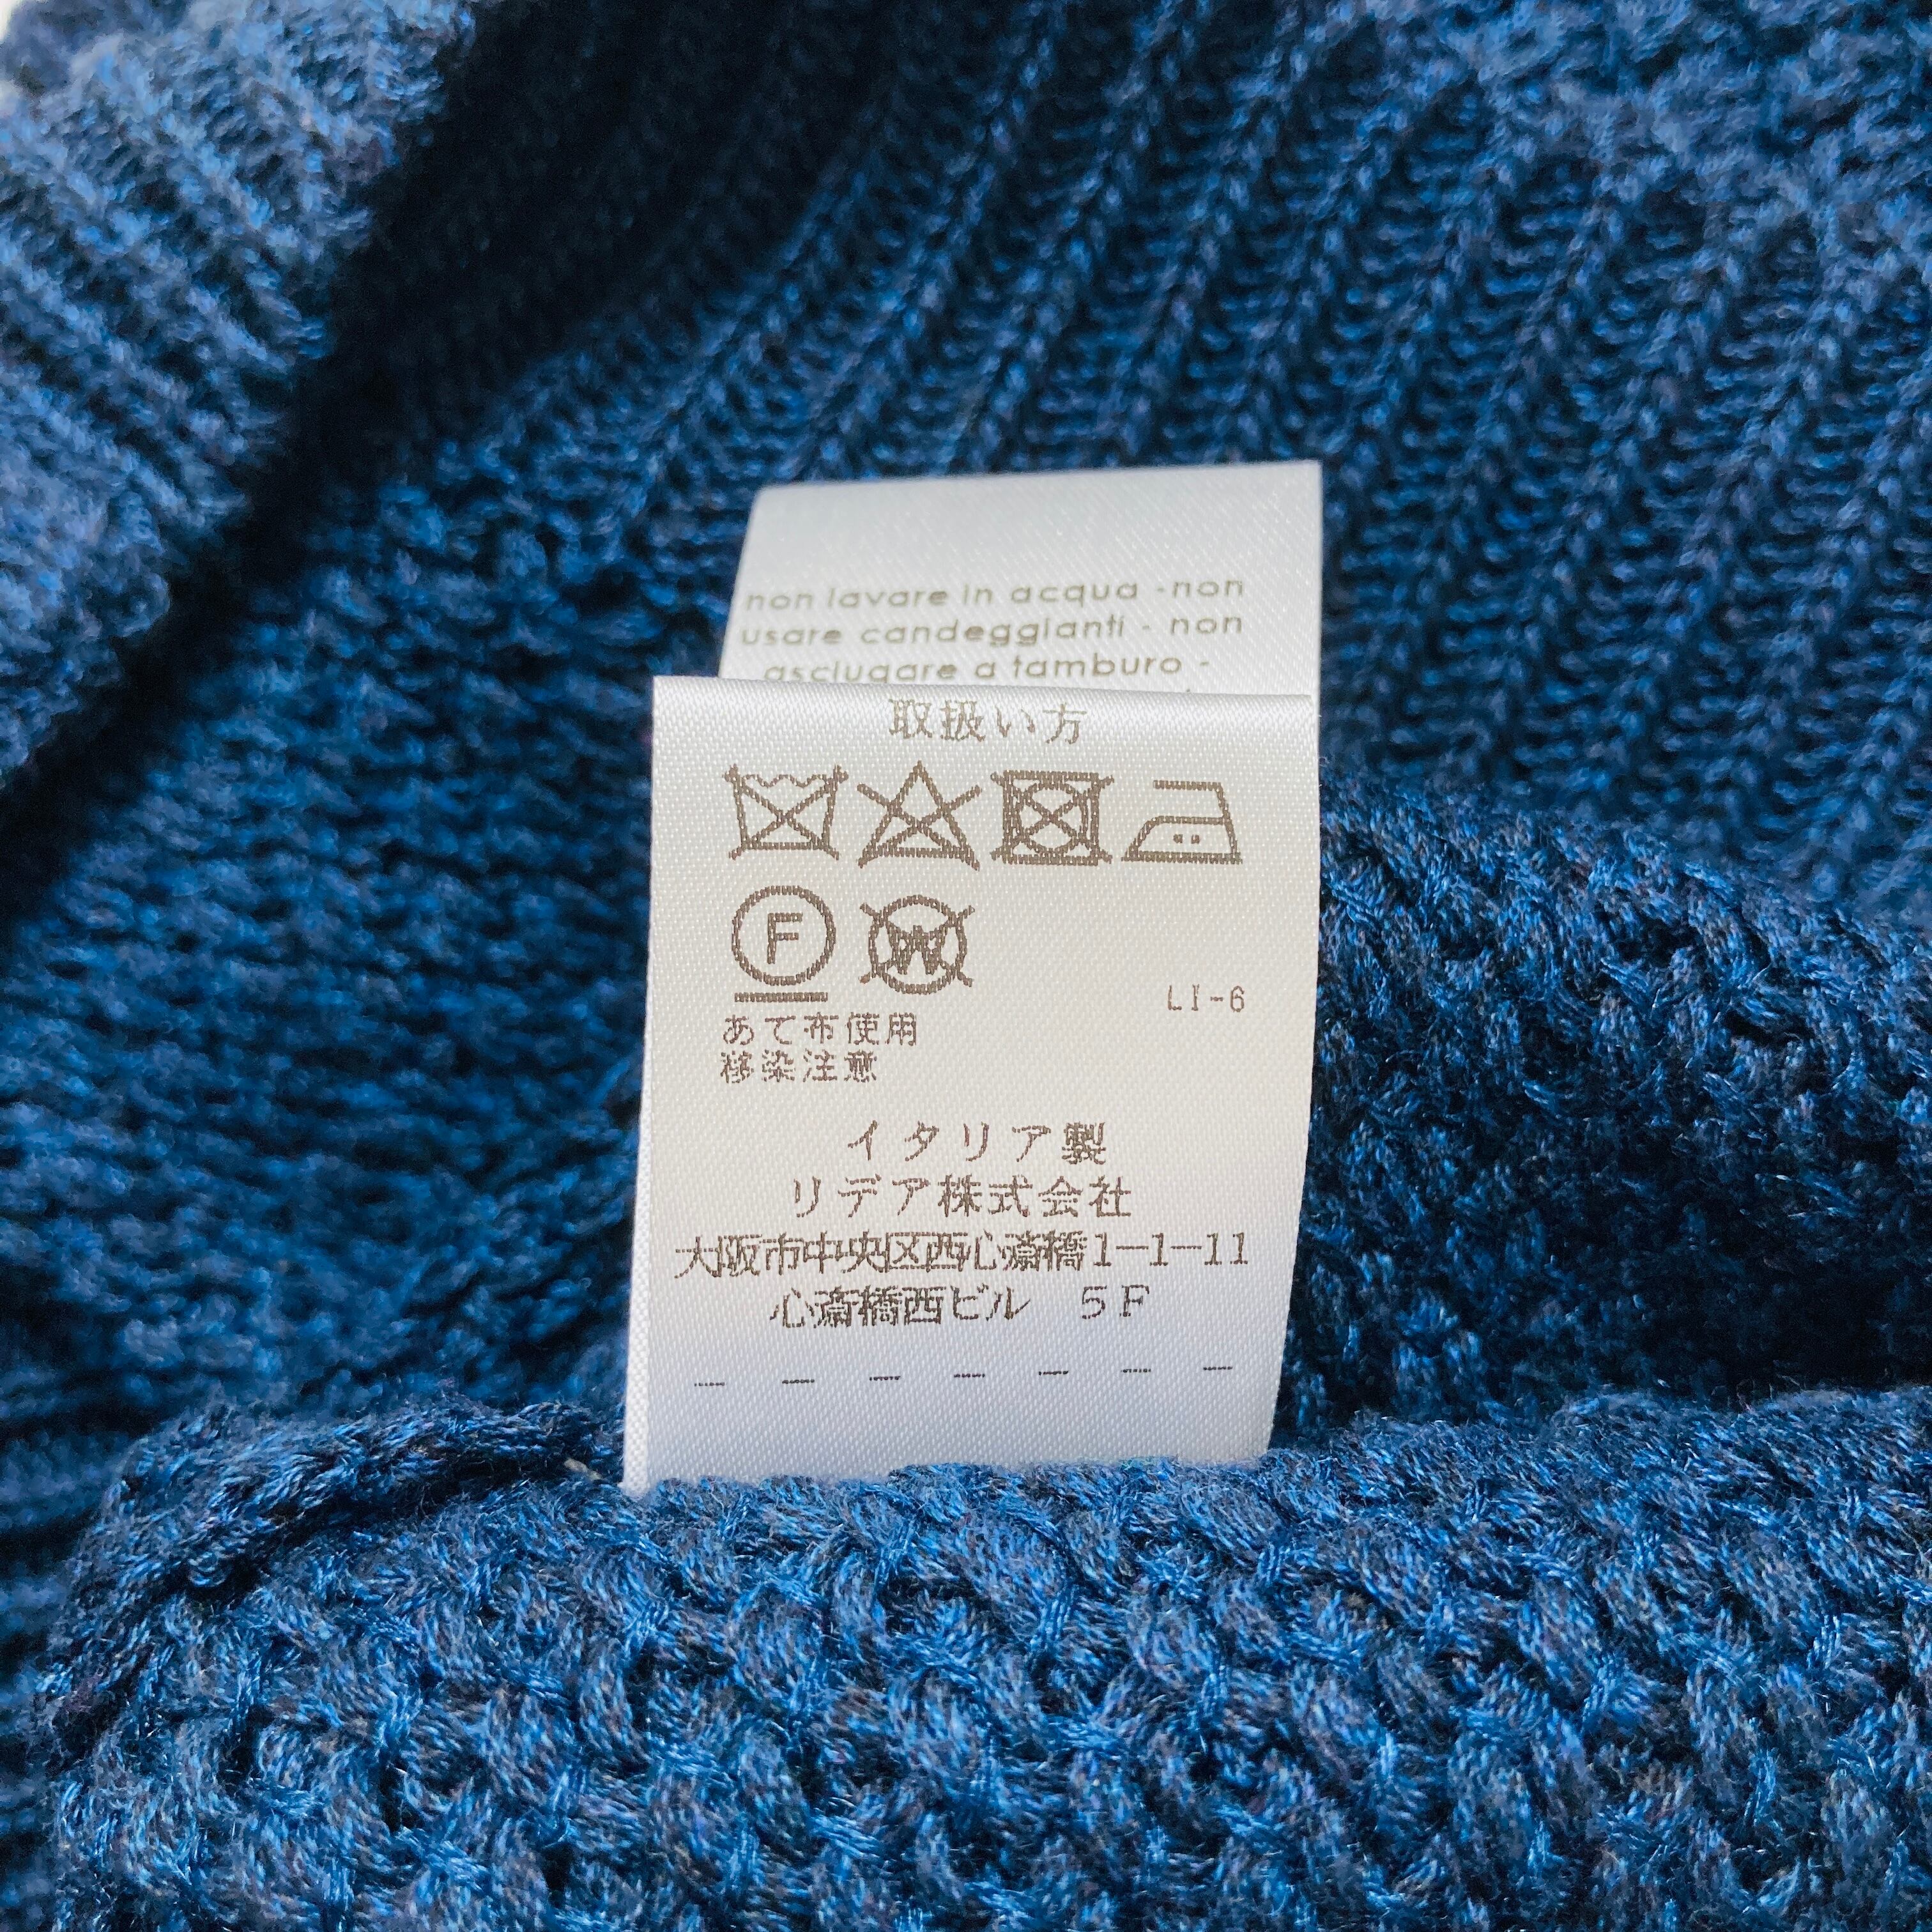 non lavare in acqua - non
usare candeggianti - non
asciugare a tamburo -
取扱い方
F W
LI-6
あて布使用
移染注意
イタリア製
リデア株式会社
大阪市中央区西心斎橋1-1-11
心斎橋西ビル 5F